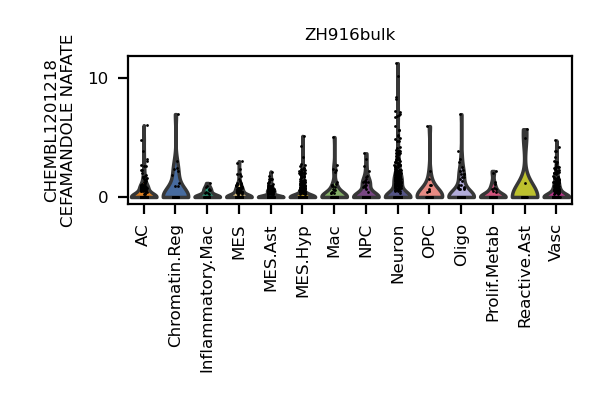 ZH916bulk
CHEMBL1201218
CEFAMANDOLE NAFATE
10
0
AC
Chromatin.Reg
Inflammatory.Mac
MES
MES.Ast
MES.Hyp
Mac
NPC
Neuron
OPC
Oligo
Prolif.Metab
Reactive.Ast
Vasc